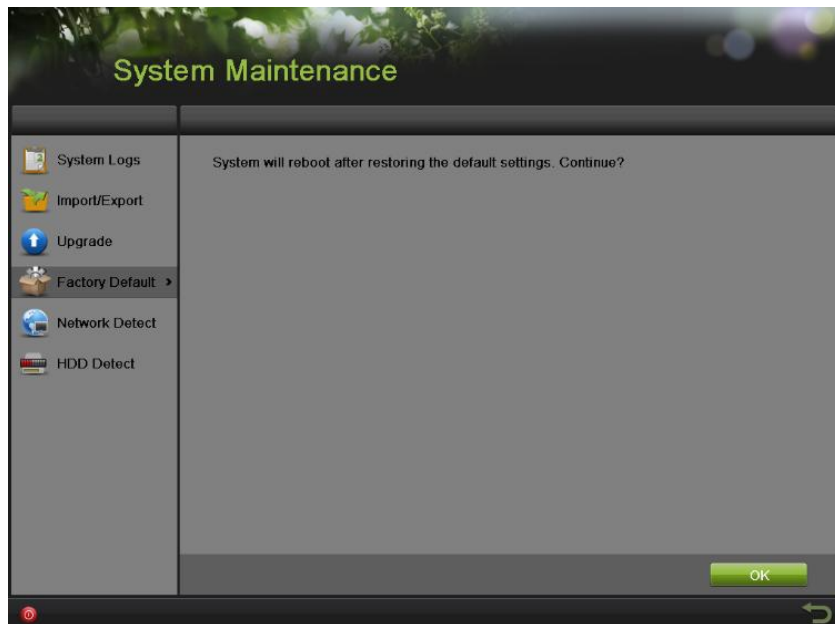 System Maintenance
System Logs
Import/Export
Upgrade
Factory Default
Network Detect
HDD Detect
System will reboot after restoring the default settings. Continue?
OK